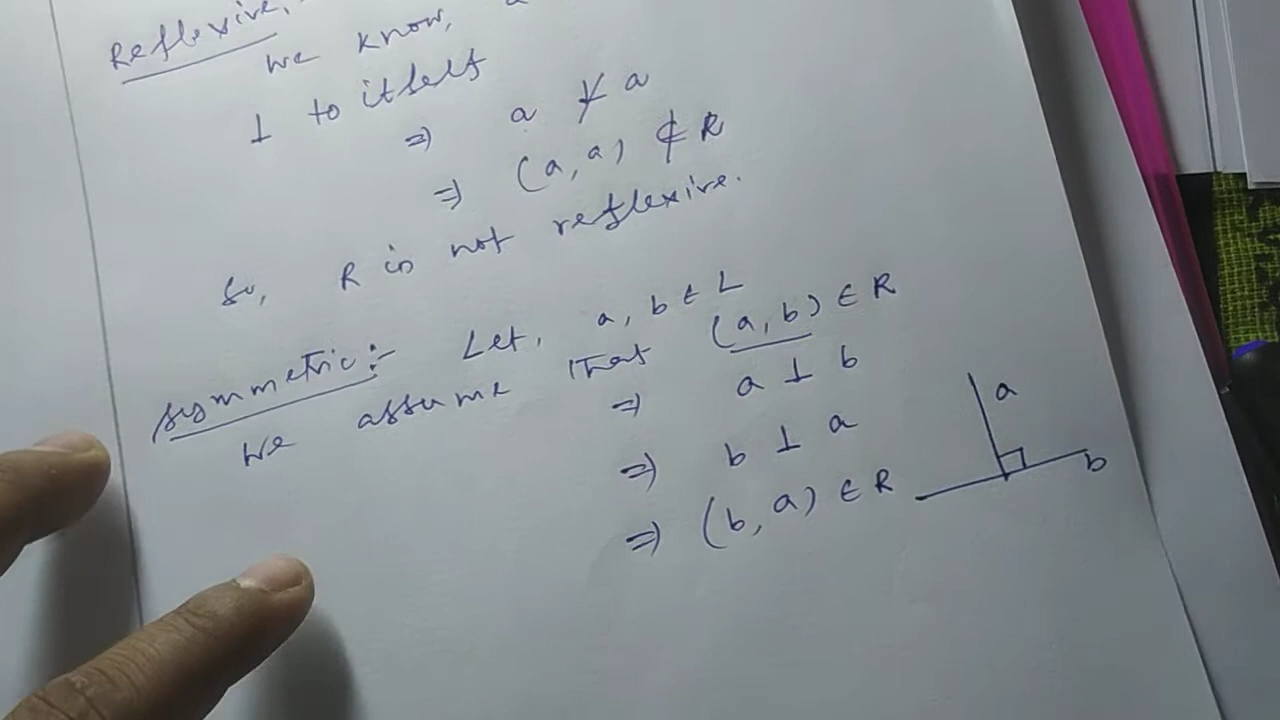 Reflexive,
We know,
⊥ to itself
⇒ a ⊥̸ a
⇒ (a, a) ∉ R
So, R is not reflexive.
Symmetric:- Let, a, b ∈ L
We assume that (a, b) ∈ R
⇒ a ⊥ b
⇒ b ⊥ a
⇒ (b, a) ∈ R
a
b